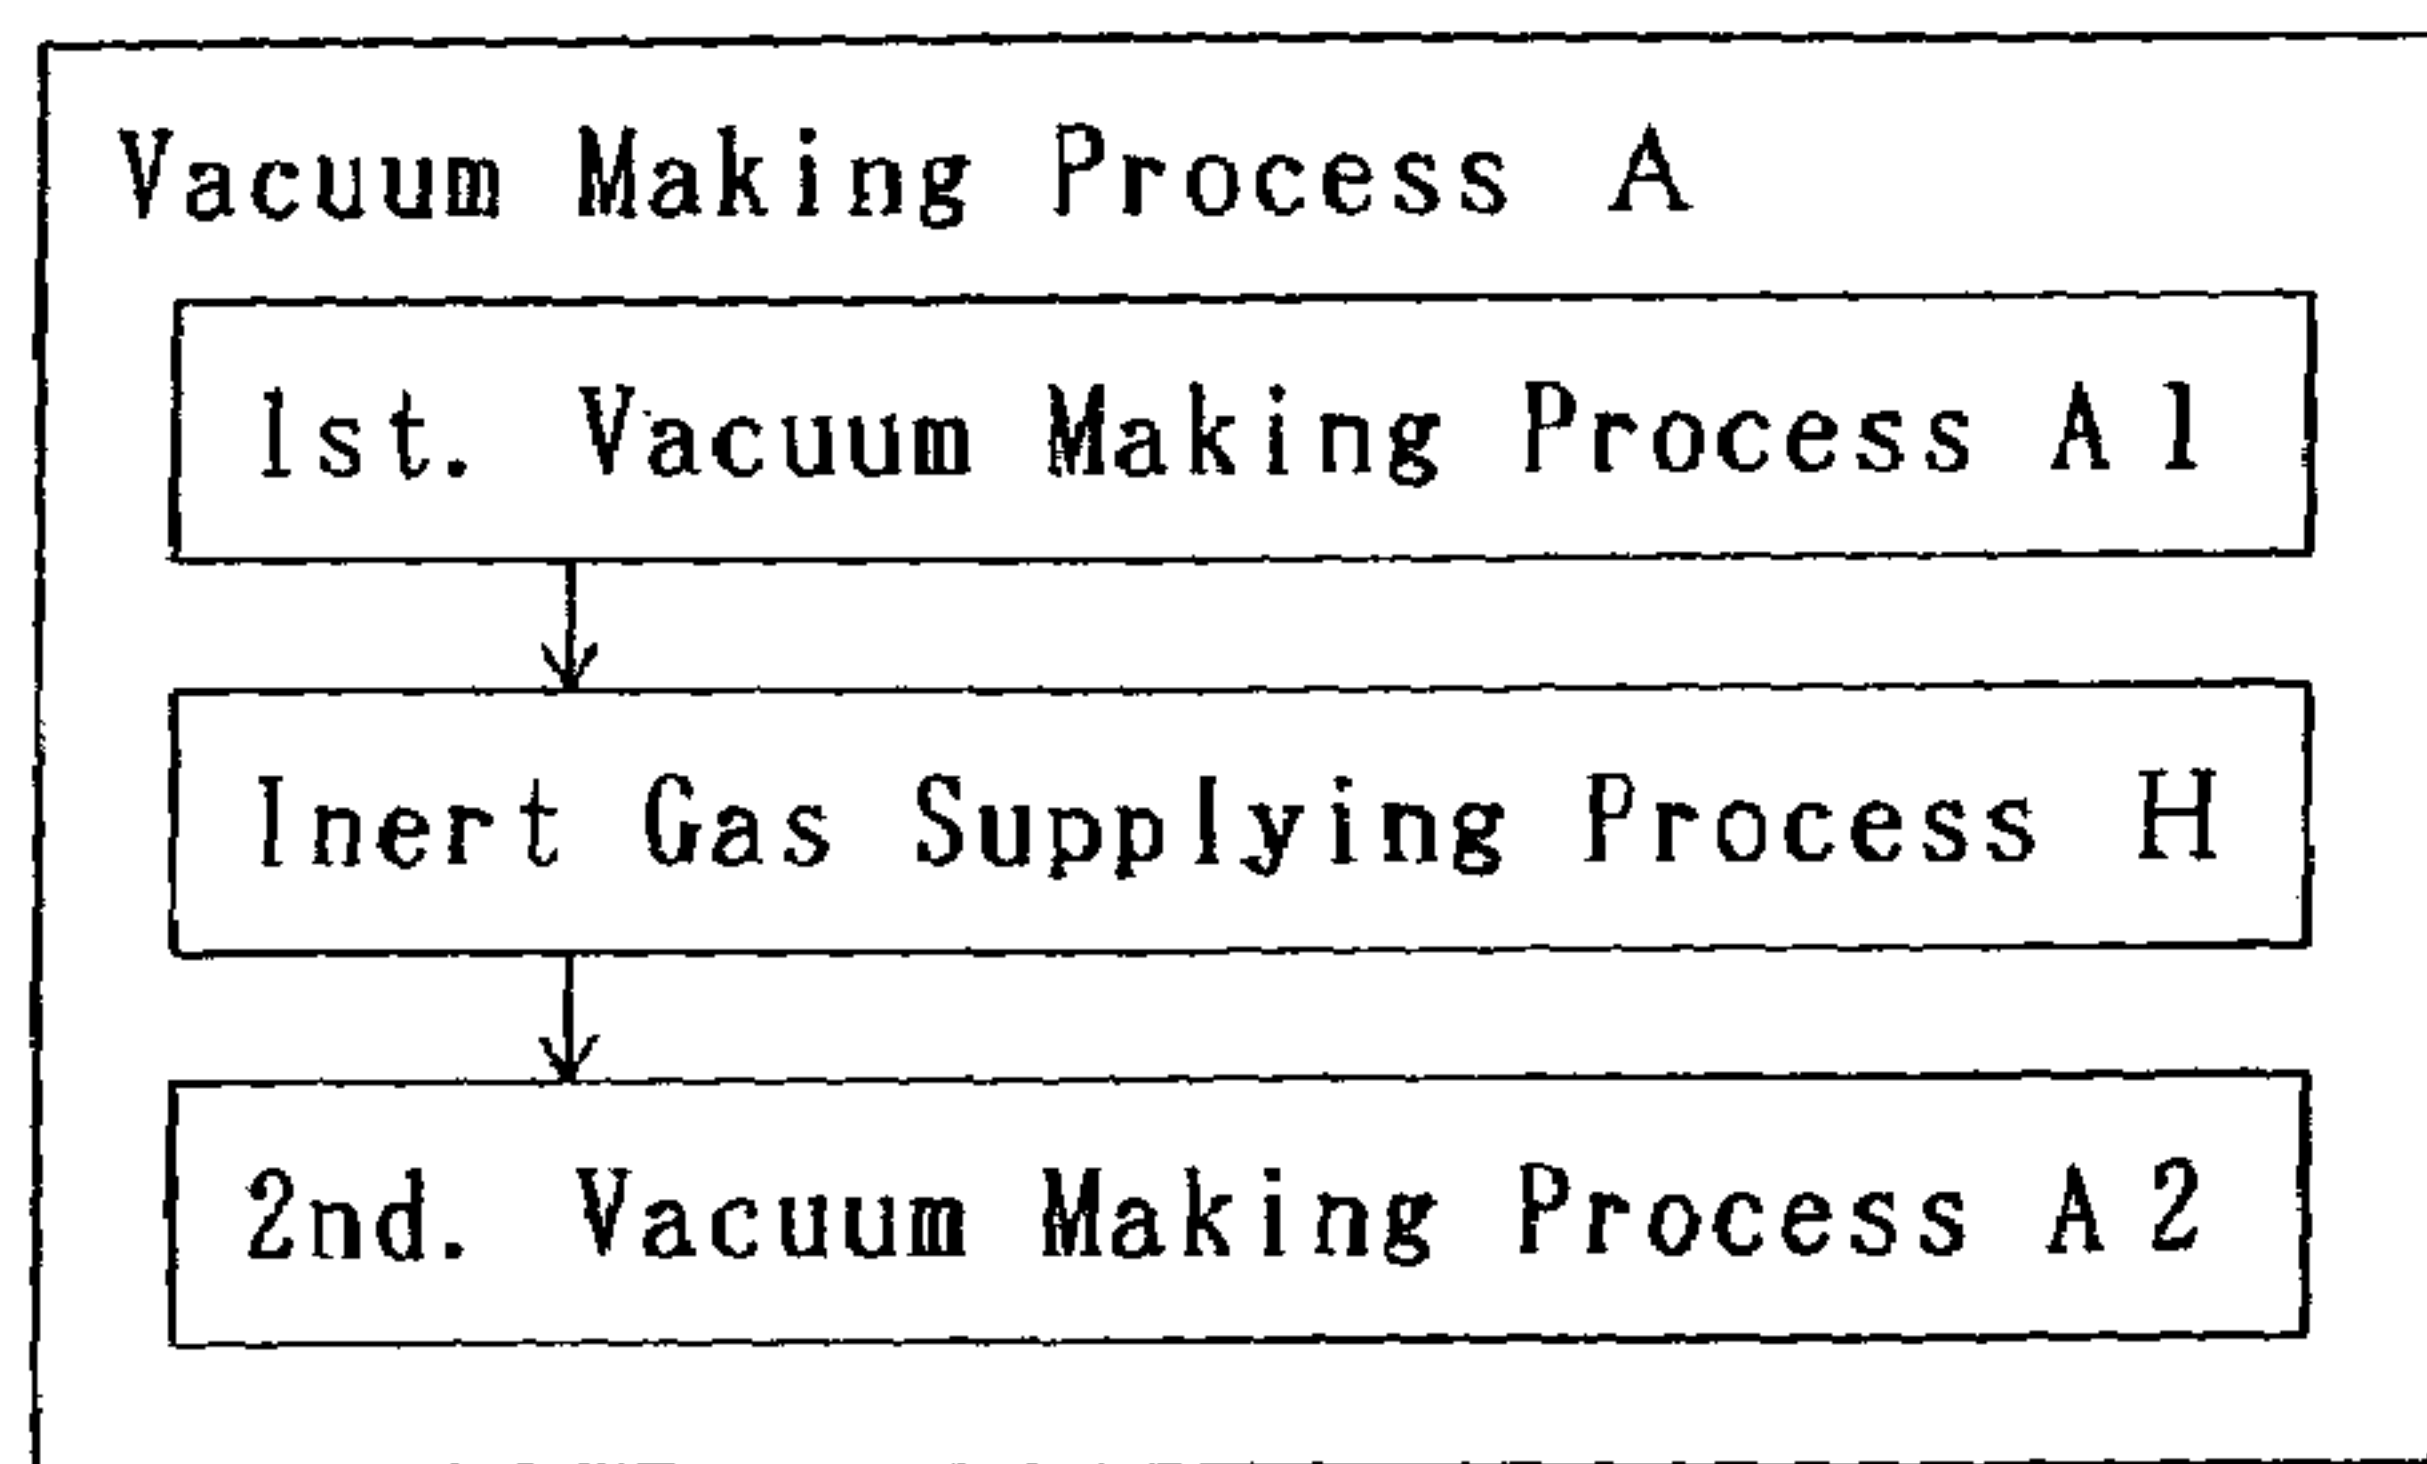 Vacuum Making Process A
1st. Vacuum Making Process A1
Inert Gas Supplying Process H
2nd. Vacuum Making Process A2